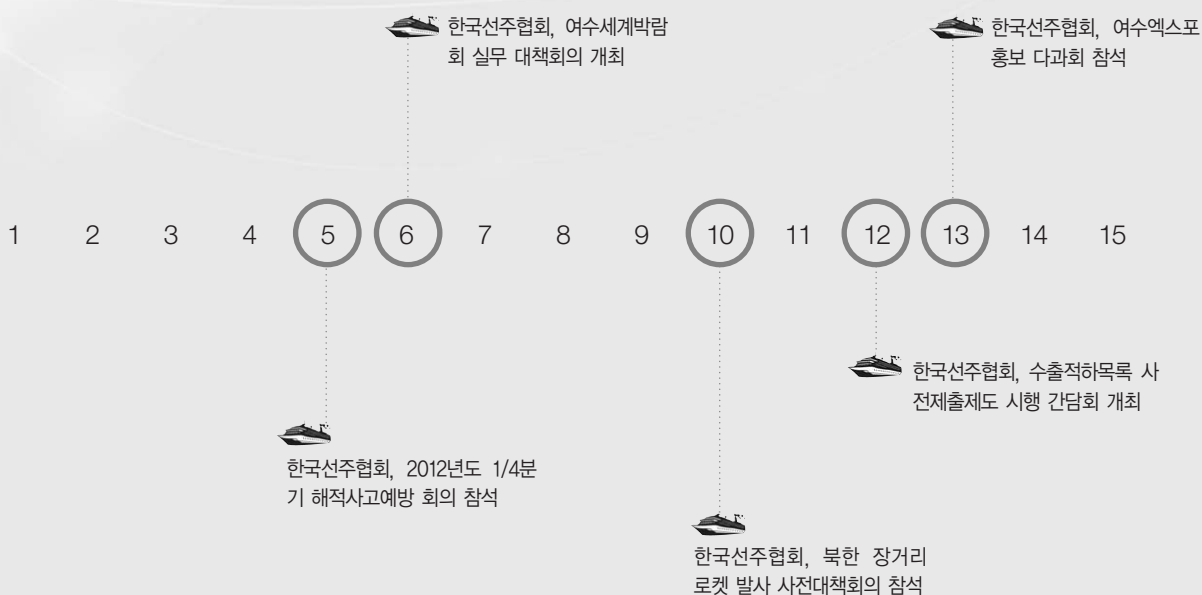 한국선주협회, 여수세계박람
회 실무 대책회의 개최
한국선주협회, 여수엑스포
홍보 다과회 참석
1 2 3 4 5 6 7 8 9 10 11 12 13 14 15
한국선주협회, 수출적하목록 사
전제출제도 시행 간담회 개최
한국선주협회, 2012년도 1/4분
기 해적사고예방 회의 참석
한국선주협회, 북한 장거리
로켓 발사 사전대책회의 참석